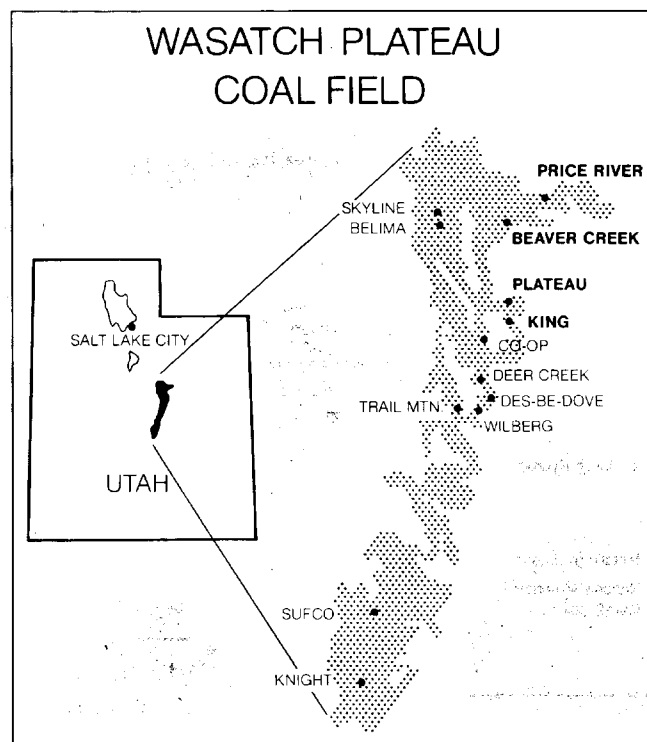 WASATCH PLATEAU
COAL FIELD
PRICE RIVER
SKYLINE
BELIMA
BEAVER CREEK
PLATEAU
KING
SALT LAKE CITY
CO-OP
DEER CREEK
DES-BE-DOVE
TRAIL MTN.
WILBERG
UTAH
SUFCO
KNIGHT